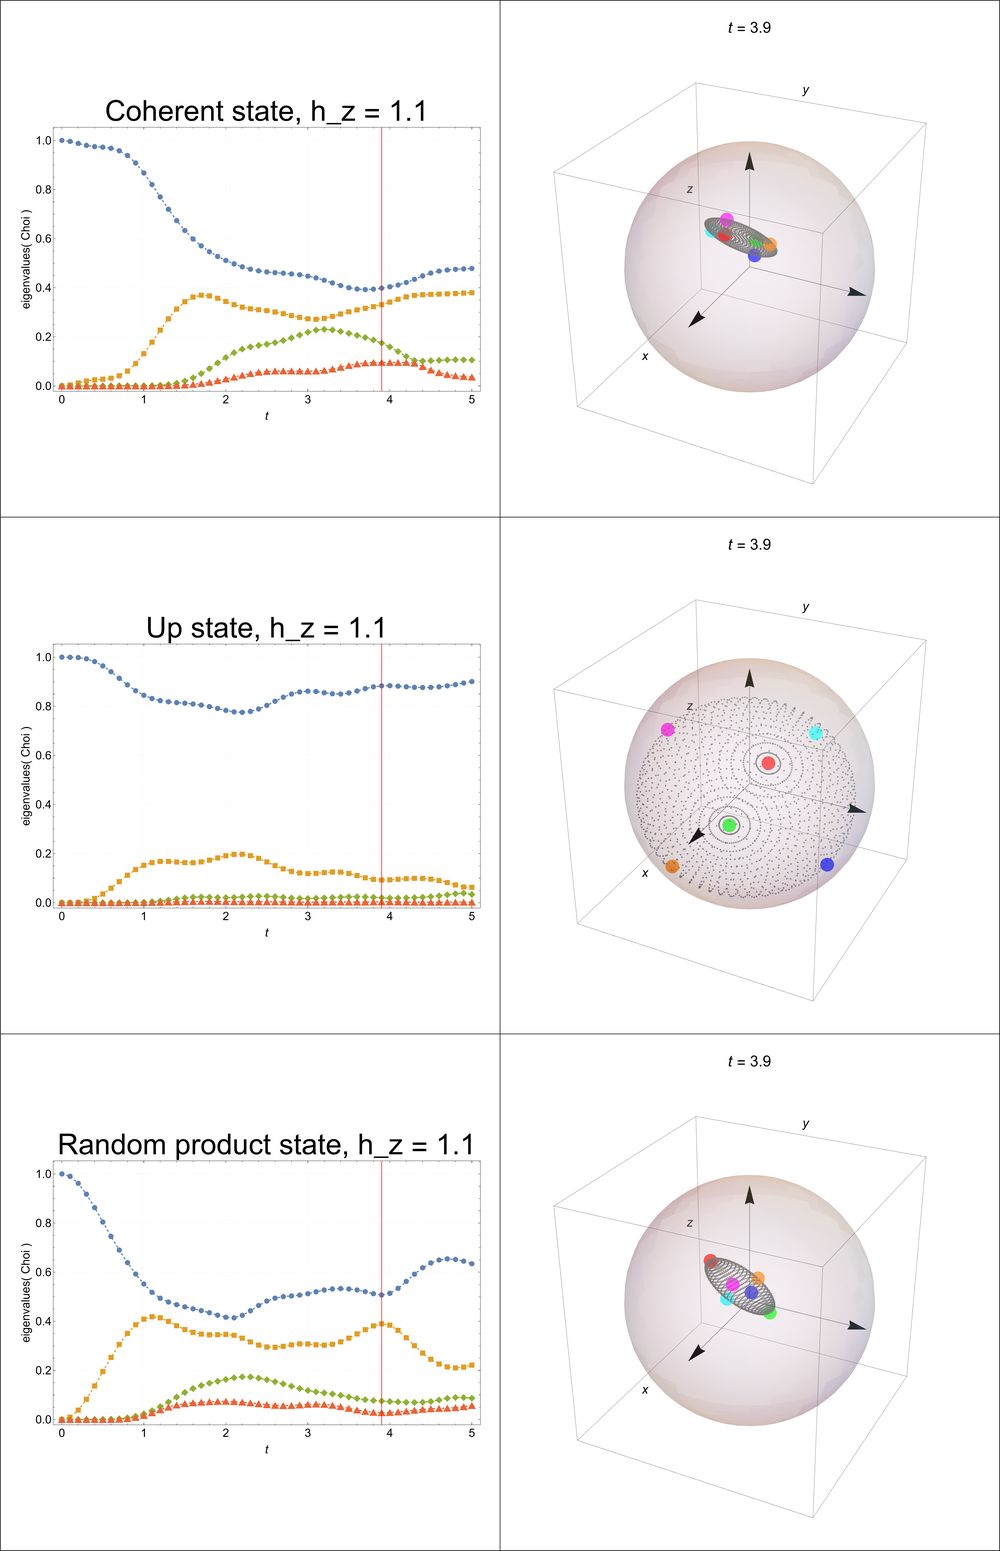 t = 3.9
y
Coherent state, h_z = 1.1
1.0
0.8
0.6
0.4
0.2
0.0
eigenvalues( Choi )
0 1 2 3 4 5
t
z
x
t = 3.9
y
Up state, h_z = 1.1
1.0
0.8
0.6
0.4
0.2
0.0
eigenvalues( Choi )
0 1 2 3 4 5
t
z
x
t = 3.9
y
Random product state, h_z = 1.1
1.0
0.8
0.6
0.4
0.2
0.0
eigenvalues( Choi )
0 1 2 3 4 5
t
z
x